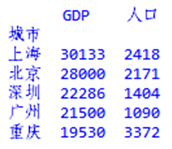 GDP 人口
城市
上海 30133 2418
北京 28000 2171
深圳 22286 1404
广州 21500 1090
重庆 19530 3372